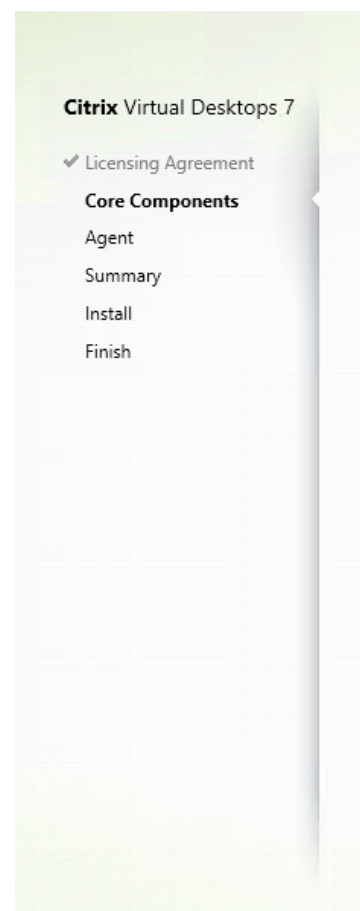 Citrix Virtual Desktops 7
Licensing Agreement
Core Components
Agent
Summary
Install
Finish